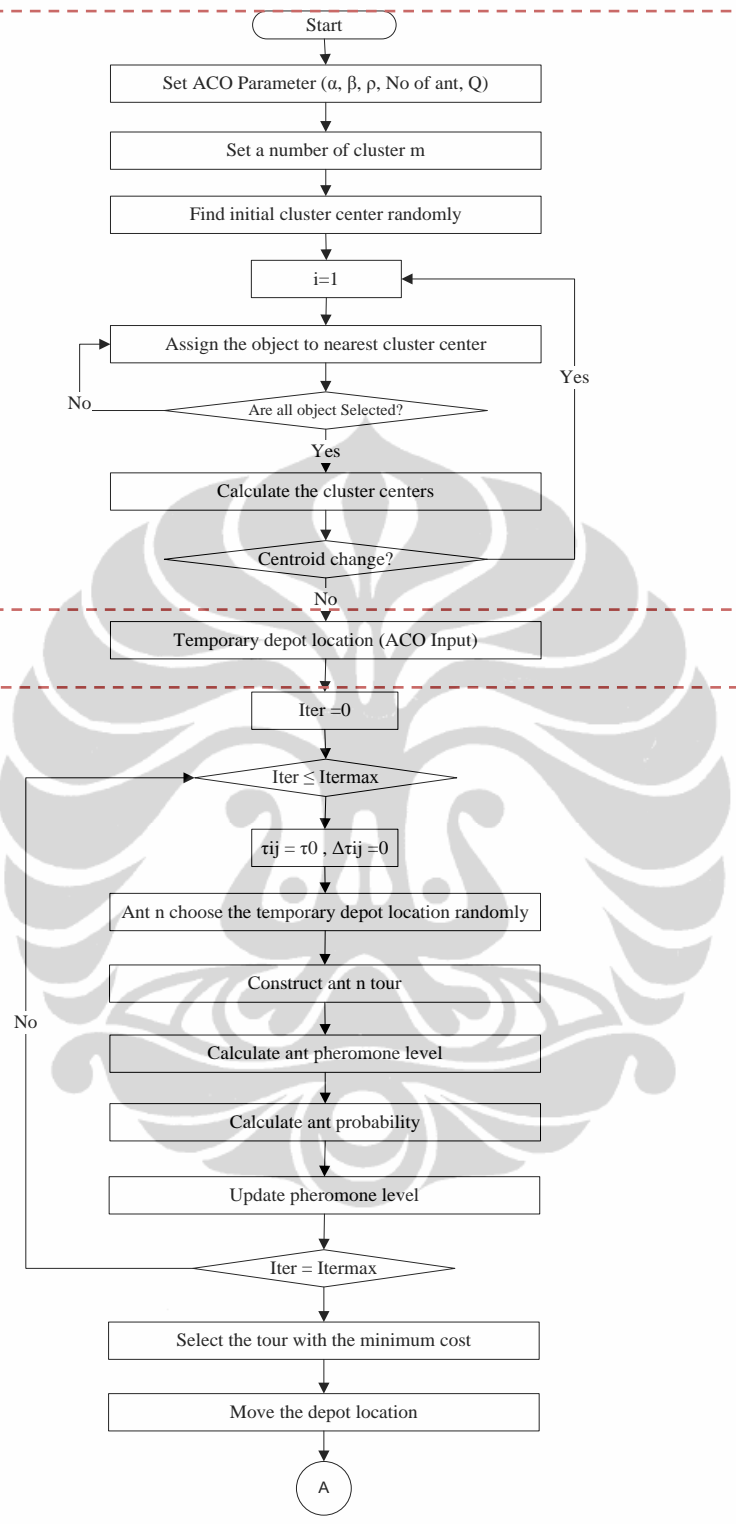 Start
Set ACO Parameter (α, β, ρ, No of ant, Q)
Set a number of cluster m
Find initial cluster center randomly
i=1
Assign the object to nearest cluster center
Yes
No
Are all object Selected?
Yes
Calculate the cluster centers
Centroid change?
No
Temporary depot location (ACO Input)
Iter =0
Iter ≤ Itermax
τij = τ0 , Δτij =0
Ant n choose the temporary depot location randomly
Construct ant n tour
No
Calculate ant pheromone level
Calculate ant probability
Update pheromone level
Iter = Itermax
Select the tour with the minimum cost
Move the depot location
A